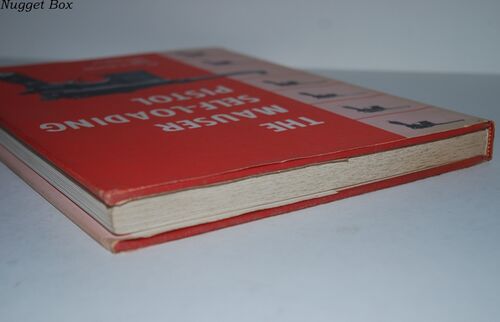 Nugget Box
THE
MAUSER
SELF-LOADING
PISTOL